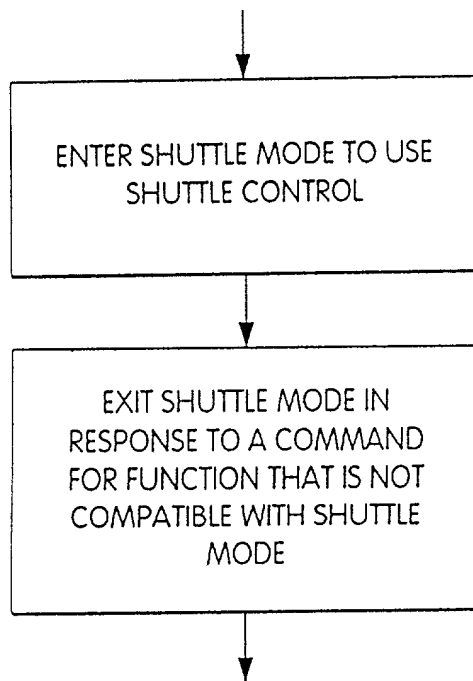 ENTER SHUTTLE MODE TO USE
SHUTTLE CONTROL
EXIT SHUTTLE MODE IN
RESPONSE TO A COMMAND
FOR FUNCTION THAT IS NOT
COMPATIBLE WITH SHUTTLE
MODE